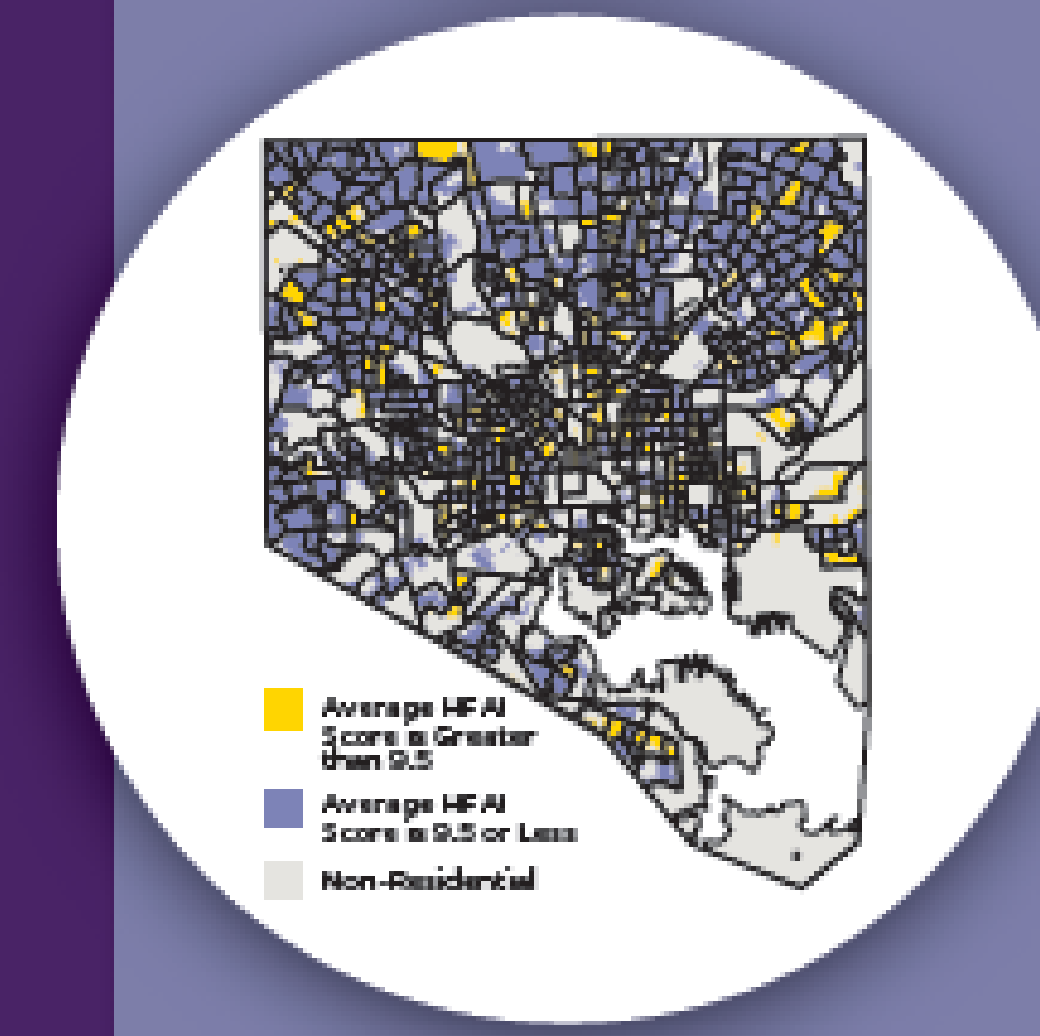 Average HFAI
Score is Greater
than 9.5
Average HFAI
Score is 9.5 or Less
Non-Residential